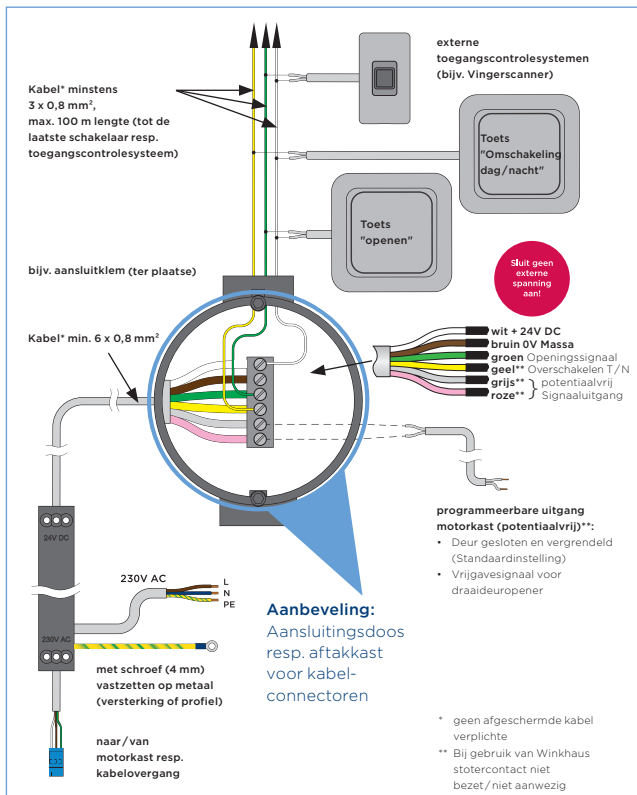 externe
toegangscontrolesystemen
(bijv. Vingerscanner)
Kabel* minstens
3 x 0,8 mm²,
max. 100 m lengte (tot de
laatste schakelaar resp.
toegangscontrolesysteem)
Toets
"Omschakeling
dag/nacht"
Toets
"openen"
bijv. aansluitklem (ter plaatse)
Sluit geen
externe
spanning
aan!
Kabel* min. 6 x 0,8 mm²
wit + 24V DC
bruin 0V Massa
groen Openingssignaal
geel** Overschakelen T/N
grijs** potentiaalvrij
roze** Signaaluitgang
24V DC
programmeerbare uitgang
motorkast (potentiaalvrij)**:
• Deur gesloten en vergrendeld
(Standaardinstelling)
• Vrijgavesignaal voor
draaideuropener
230V AC
L
N
PE
230V AC
Aanbeveling:
Aansluitingsdoos
resp. aftakkast
voor kabel-
connectoren
met schroef (4 mm)
vastzetten op metaal
(versterking of profiel)
naar/van
motorkast resp.
kabelovergang
* geen afgeschermde kabel
verplichte
** Bij gebruik van Winkhaus
stotercontact niet
bezet/niet aanwezig